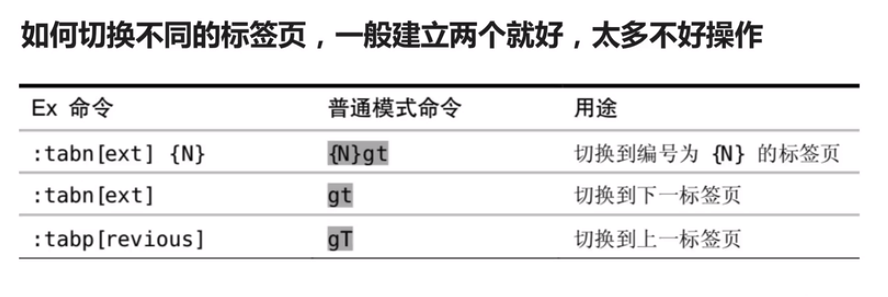 如何切换不同的标签页，一般建立两个就好，太多不好操作
Ex 命令 普通模式命令 用途
:tabn[ext] {N} {N}gt 切换到编号为 {N} 的标签页
:tabn[ext] gt 切换到下一标签页
:tabp[revious] gT 切换到上一标签页